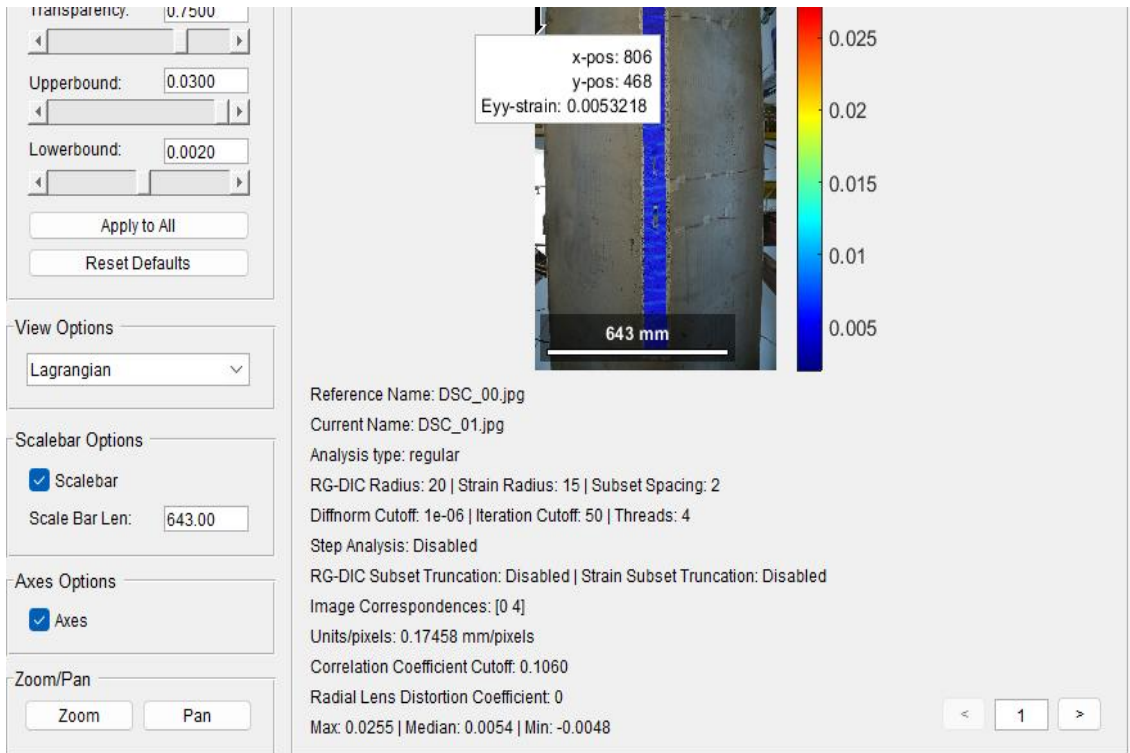 Transparency: 0.7500
Upperbound: 0.0300
Lowerbound: 0.0020
Apply to All
Reset Defaults
View Options
Lagrangian
Scalebar Options
Scalebar
Scale Bar Len: 643.00
Axes Options
Axes
Zoom/Pan
Zoom Pan
x-pos: 806
y-pos: 468
Eyy-strain: 0.0053218
643 mm
0.025
0.02
0.015
0.01
0.005
Reference Name: DSC_00.jpg
Current Name: DSC_01.jpg
Analysis type: regular
RG-DIC Radius: 20 | Strain Radius: 15 | Subset Spacing: 2
Diffnorm Cutoff: 1e-06 | Iteration Cutoff: 50 | Threads: 4
Step Analysis: Disabled
RG-DIC Subset Truncation: Disabled | Strain Subset Truncation: Disabled
Image Correspondences: [0 4]
Units/pixels: 0.17458 mm/pixels
Correlation Coefficient Cutoff: 0.1060
Radial Lens Distortion Coefficient: 0
Max: 0.0255 | Median: 0.0054 | Min: -0.0048
< 1 >